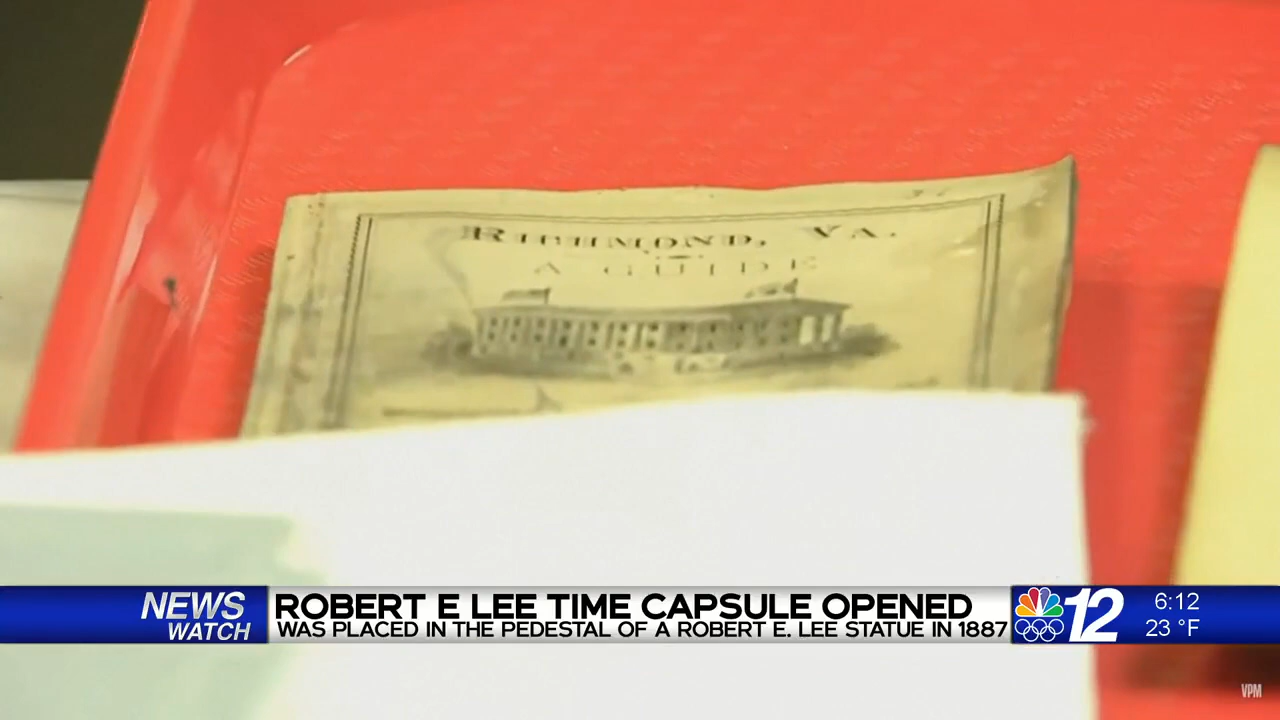 RICHMOND, VA.
A GUIDE
NEWS WATCH
ROBERT E LEE TIME CAPSULE OPENED
WAS PLACED IN THE PEDESTAL OF A ROBERT E. LEE STATUE IN 1887
12
6:12
23 °F
VPM